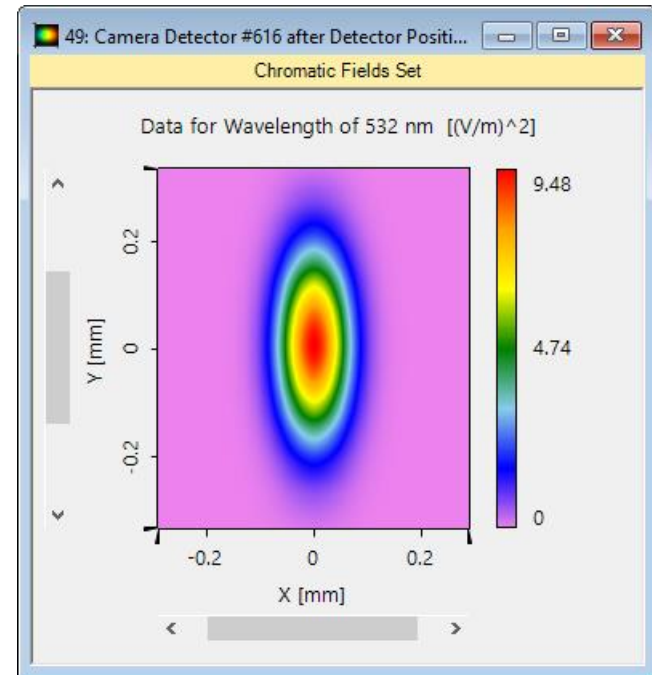 49: Camera Detector #616 after Detector Positi...
Chromatic Fields Set
Data for Wavelength of 532 nm [(V/m)^2]
9.48
0.2
Y [mm]
0
4.74
-0.2
0
-0.2 0 0.2
X [mm]